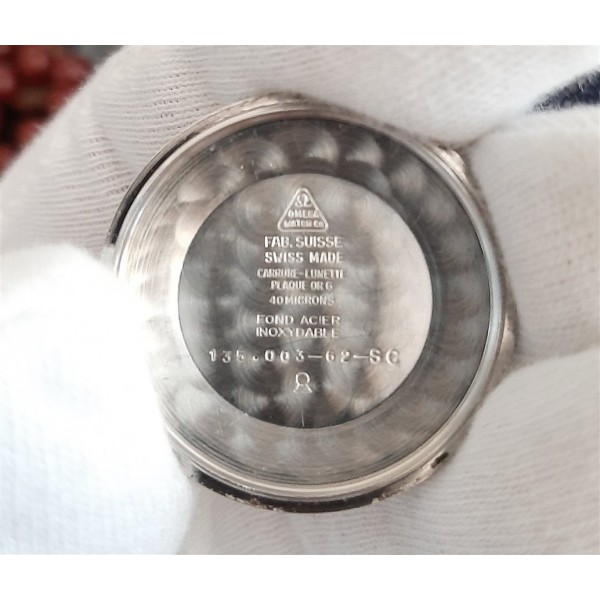 Ω
OMEGA
WATCH Co
FAB. SUISSE
SWISS MADE
CARRURE-LUNETTE
PLAQUE OR G
40 MICRONS
FOND ACIER
INOXYDABLE
135.003-62-SC